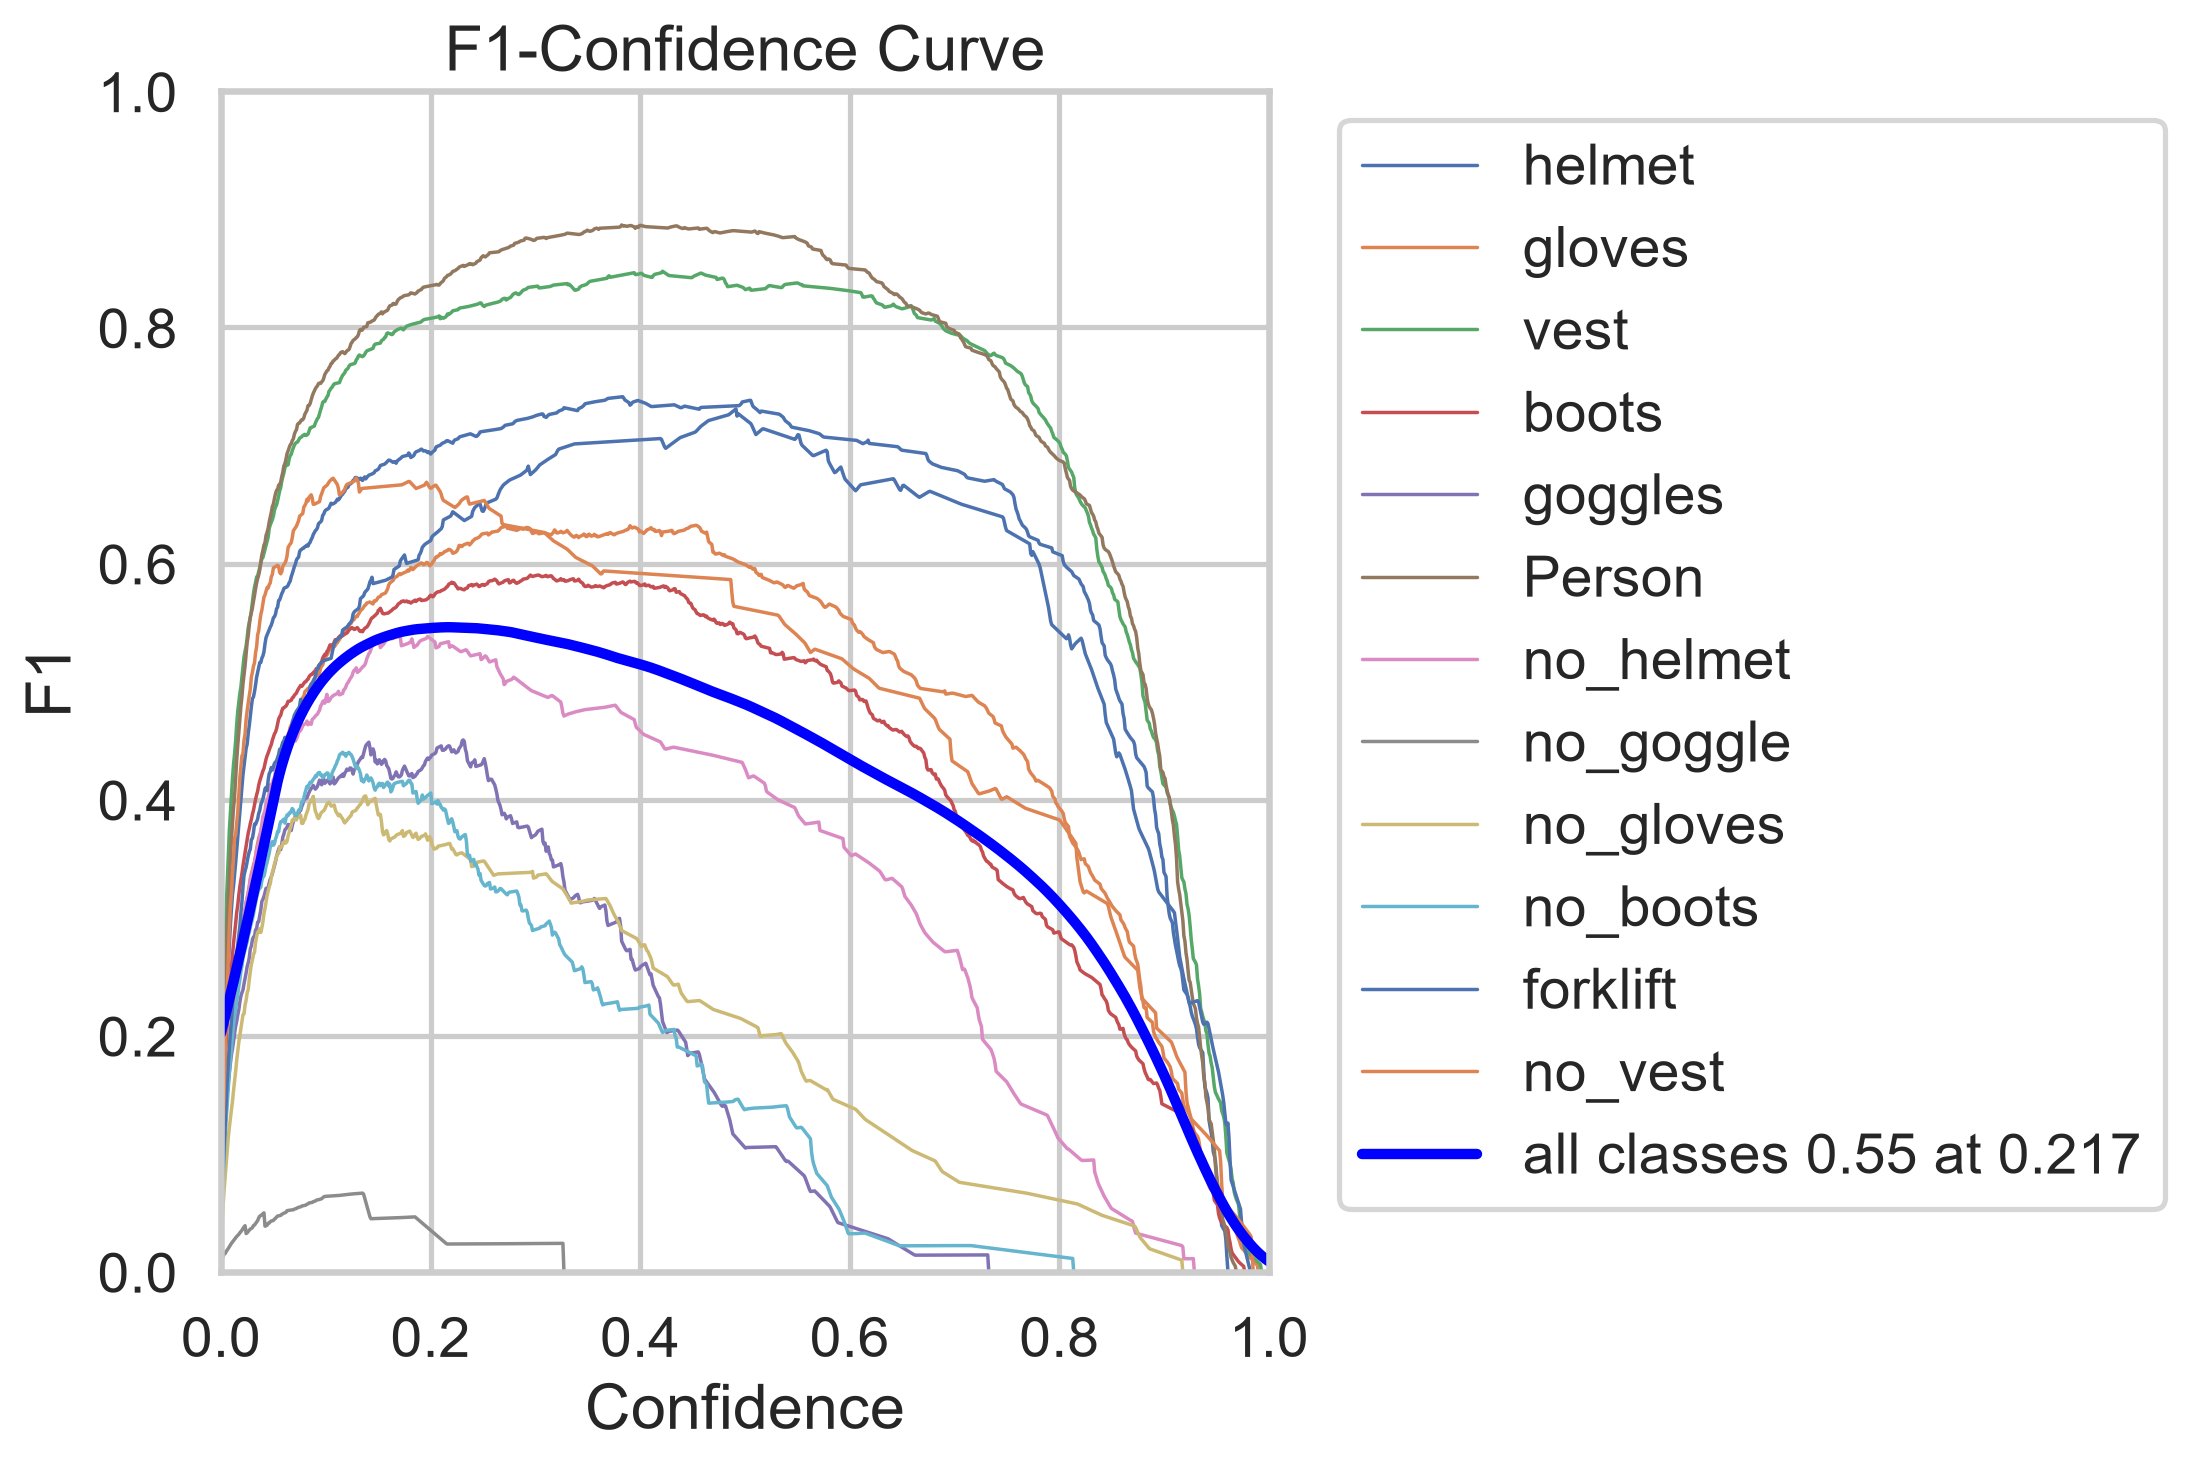 F1-Confidence Curve
1.0
0.8
0.6
0.4
0.2
0.0
F1
0.0 0.2 0.4 0.6 0.8 1.0
Confidence
helmet
gloves
vest
boots
goggles
Person
no_helmet
no_goggle
no_gloves
no_boots
forklift
no_vest
all classes 0.55 at 0.217